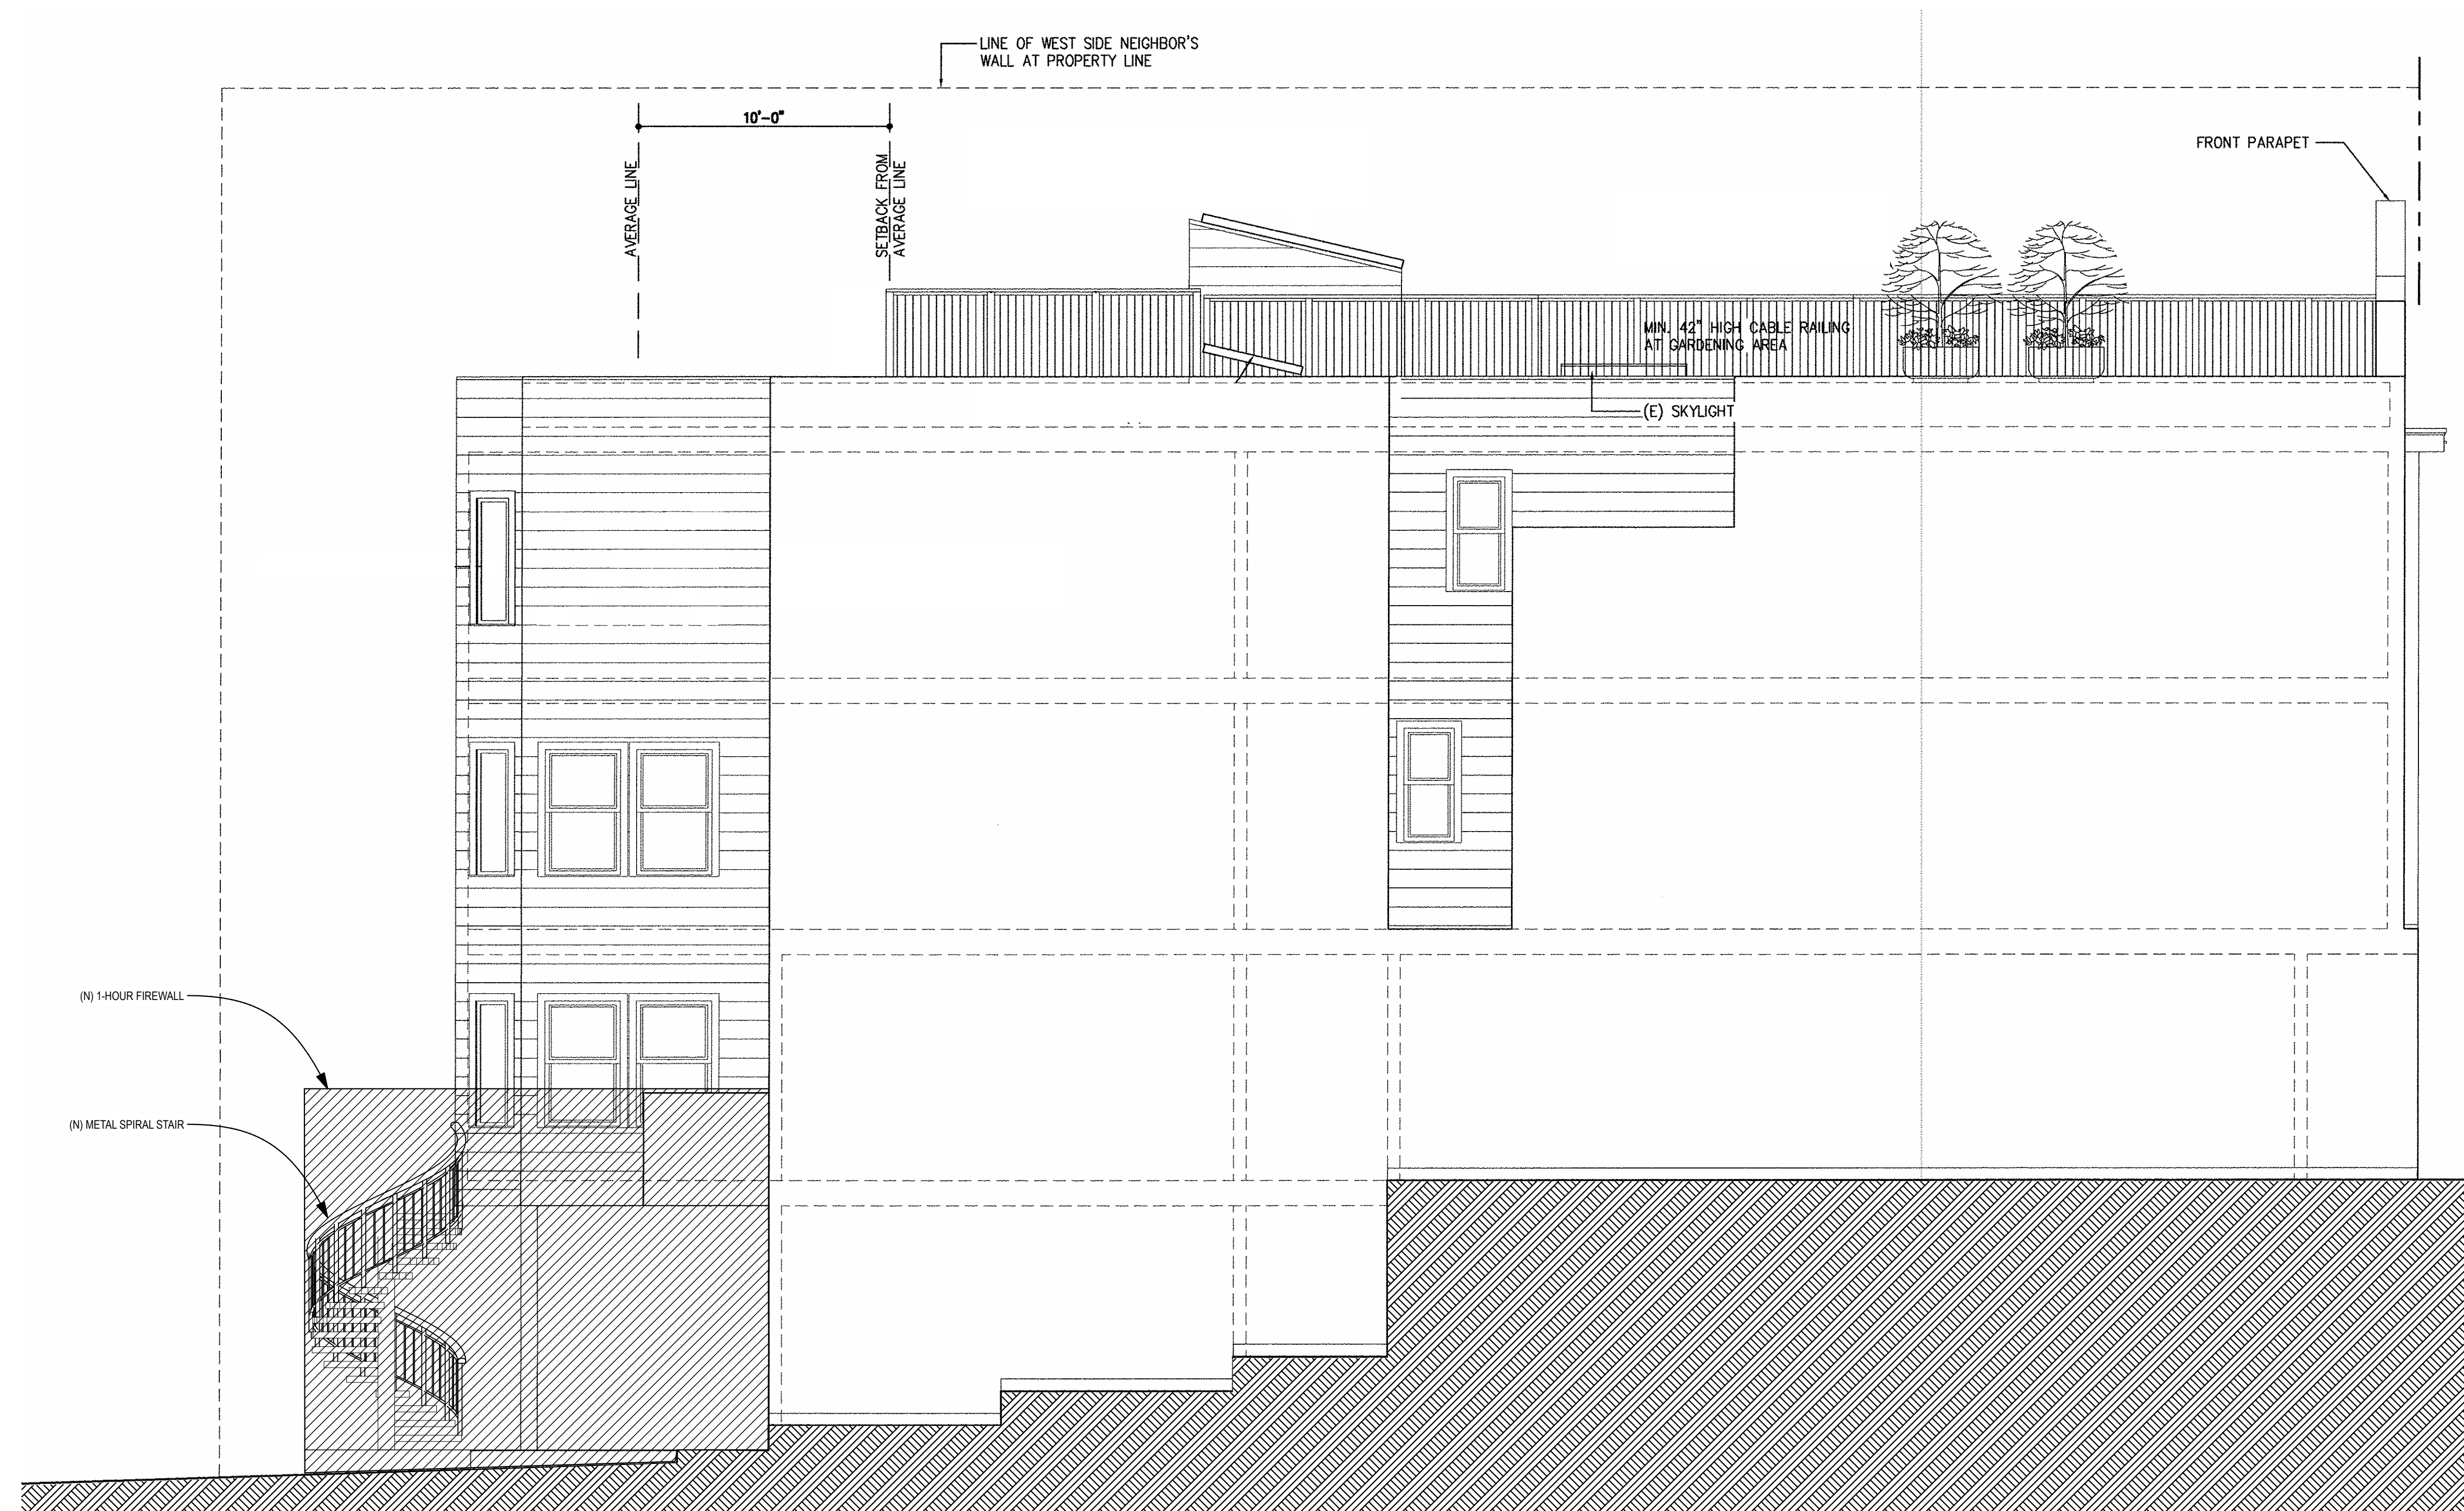 LINE OF WEST SIDE NEIGHBOR'S
WALL AT PROPERTY LINE
10'-0"
FRONT PARAPET
AVERAGE LINE
SETBACK FROM
AVERAGE LINE
MIN. 42" HIGH CABLE RAILING
AT GARDENING AREA
(E) SKYLIGHT
(N) 1-HOUR FIREWALL
(N) METAL SPIRAL STAIR